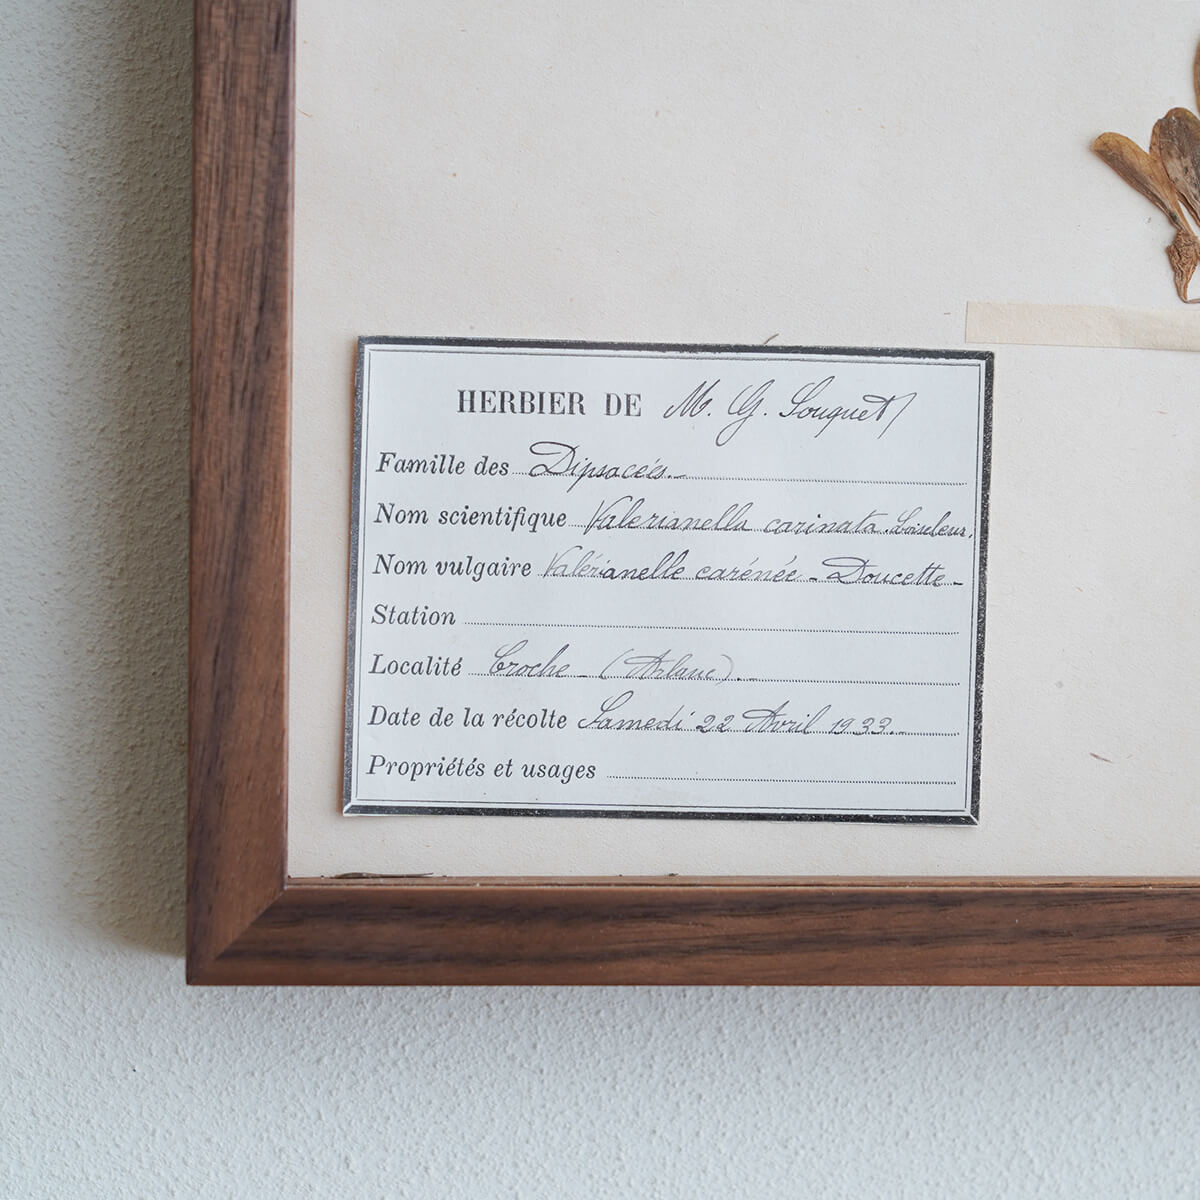 HERBIER DE M. G. Souquet
Famille des Dipsacées.
Nom scientifique Valerianella carinata. Loiseleur.
Nom vulgaire Valérianelle carénée - Doucette -
Station
Localité Croche - (Arlanc).
Date de la récolte Samedi 22 Avril 1933.
Propriétés et usages